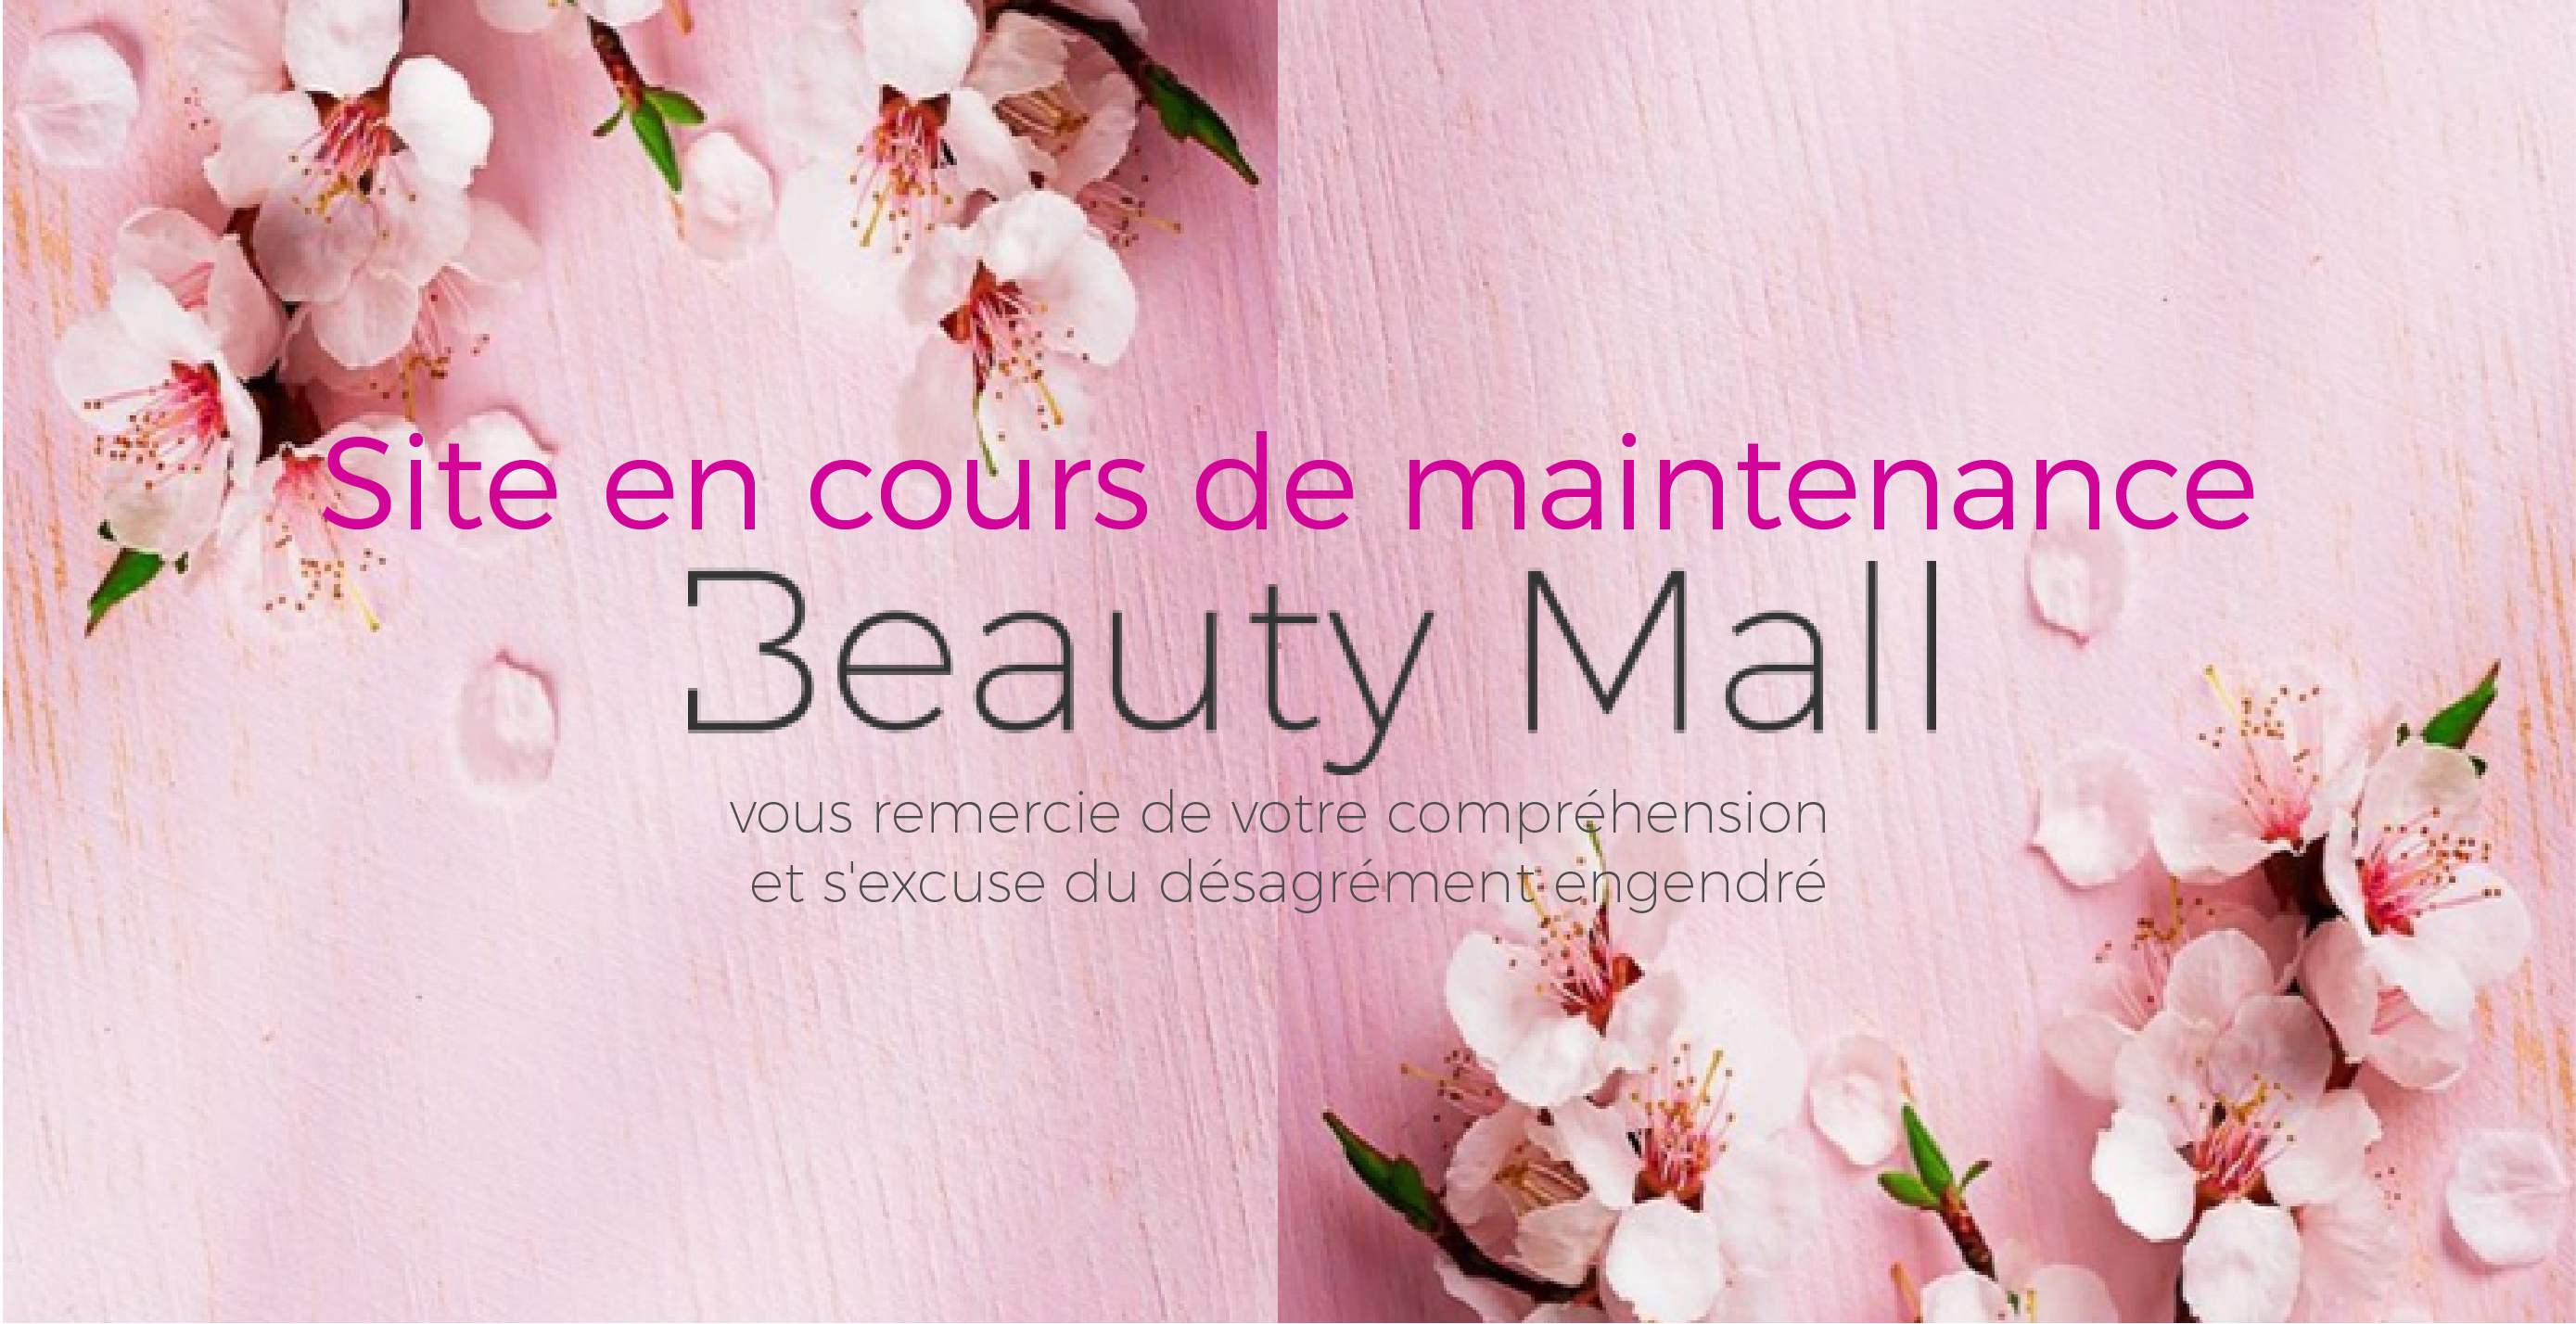 Site en cours de maintenance
Beauty Mall
vous remercie de votre compréhension
et s'excuse du désagrément engendré